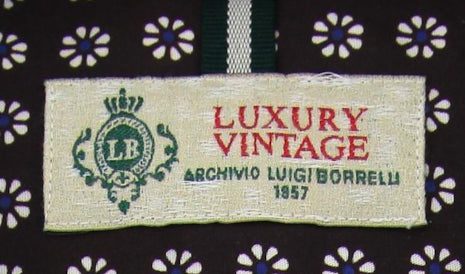 LB
LUXURY
VINTAGE
ARCHIVIO LUIGI BORRELLI
1957